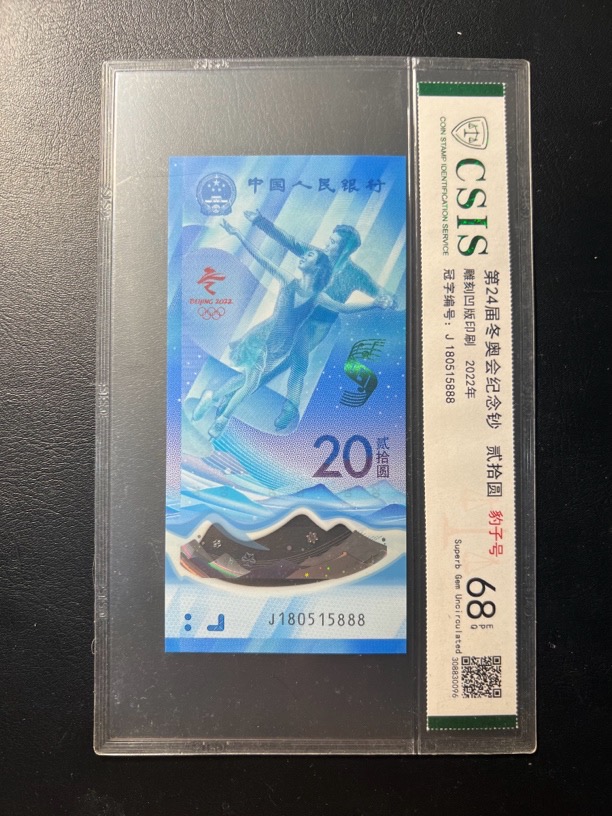 中国人民银行
BEIJING 2022
20 贰拾圆
J180515888
CSIS
COIN STAMP IDENTIFICATION SERVICE
第24届冬奥会纪念钞 贰拾圆 豹子号
雕刻凹版印刷 2022年
冠字编号：J180515888
68 EPQ
Superb Gem Uncirculated
308830096